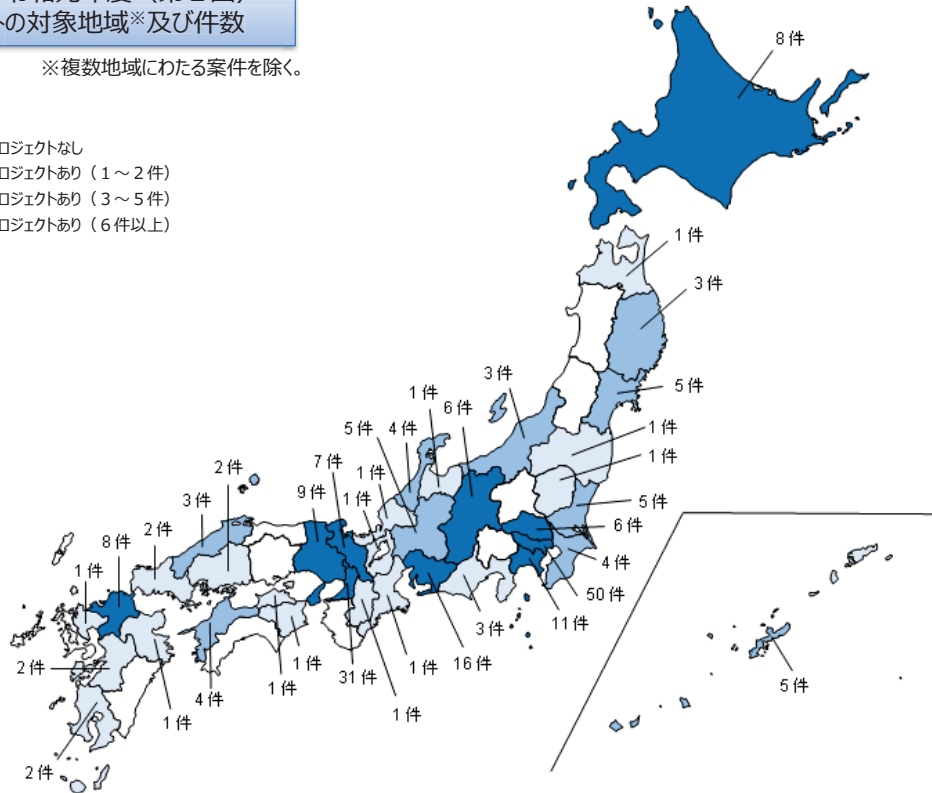 トの対象地域※及び件数
※複数地域にわたる案件を除く。
ロジェクトなし
ロジェクトあり（1～2件）
ロジェクトあり（3～5件）
ロジェクトあり（6件以上）
8件
1件
3件
5件
1件
1件
5件
6件
4件
50件
11件
3件
16件
3件
1件
6件
4件
5件
1件
1件
7件
9件
2件
3件
2件
8件
1件
2件
2件
1件
4件
1件
1件
31件
1件
1件
5件